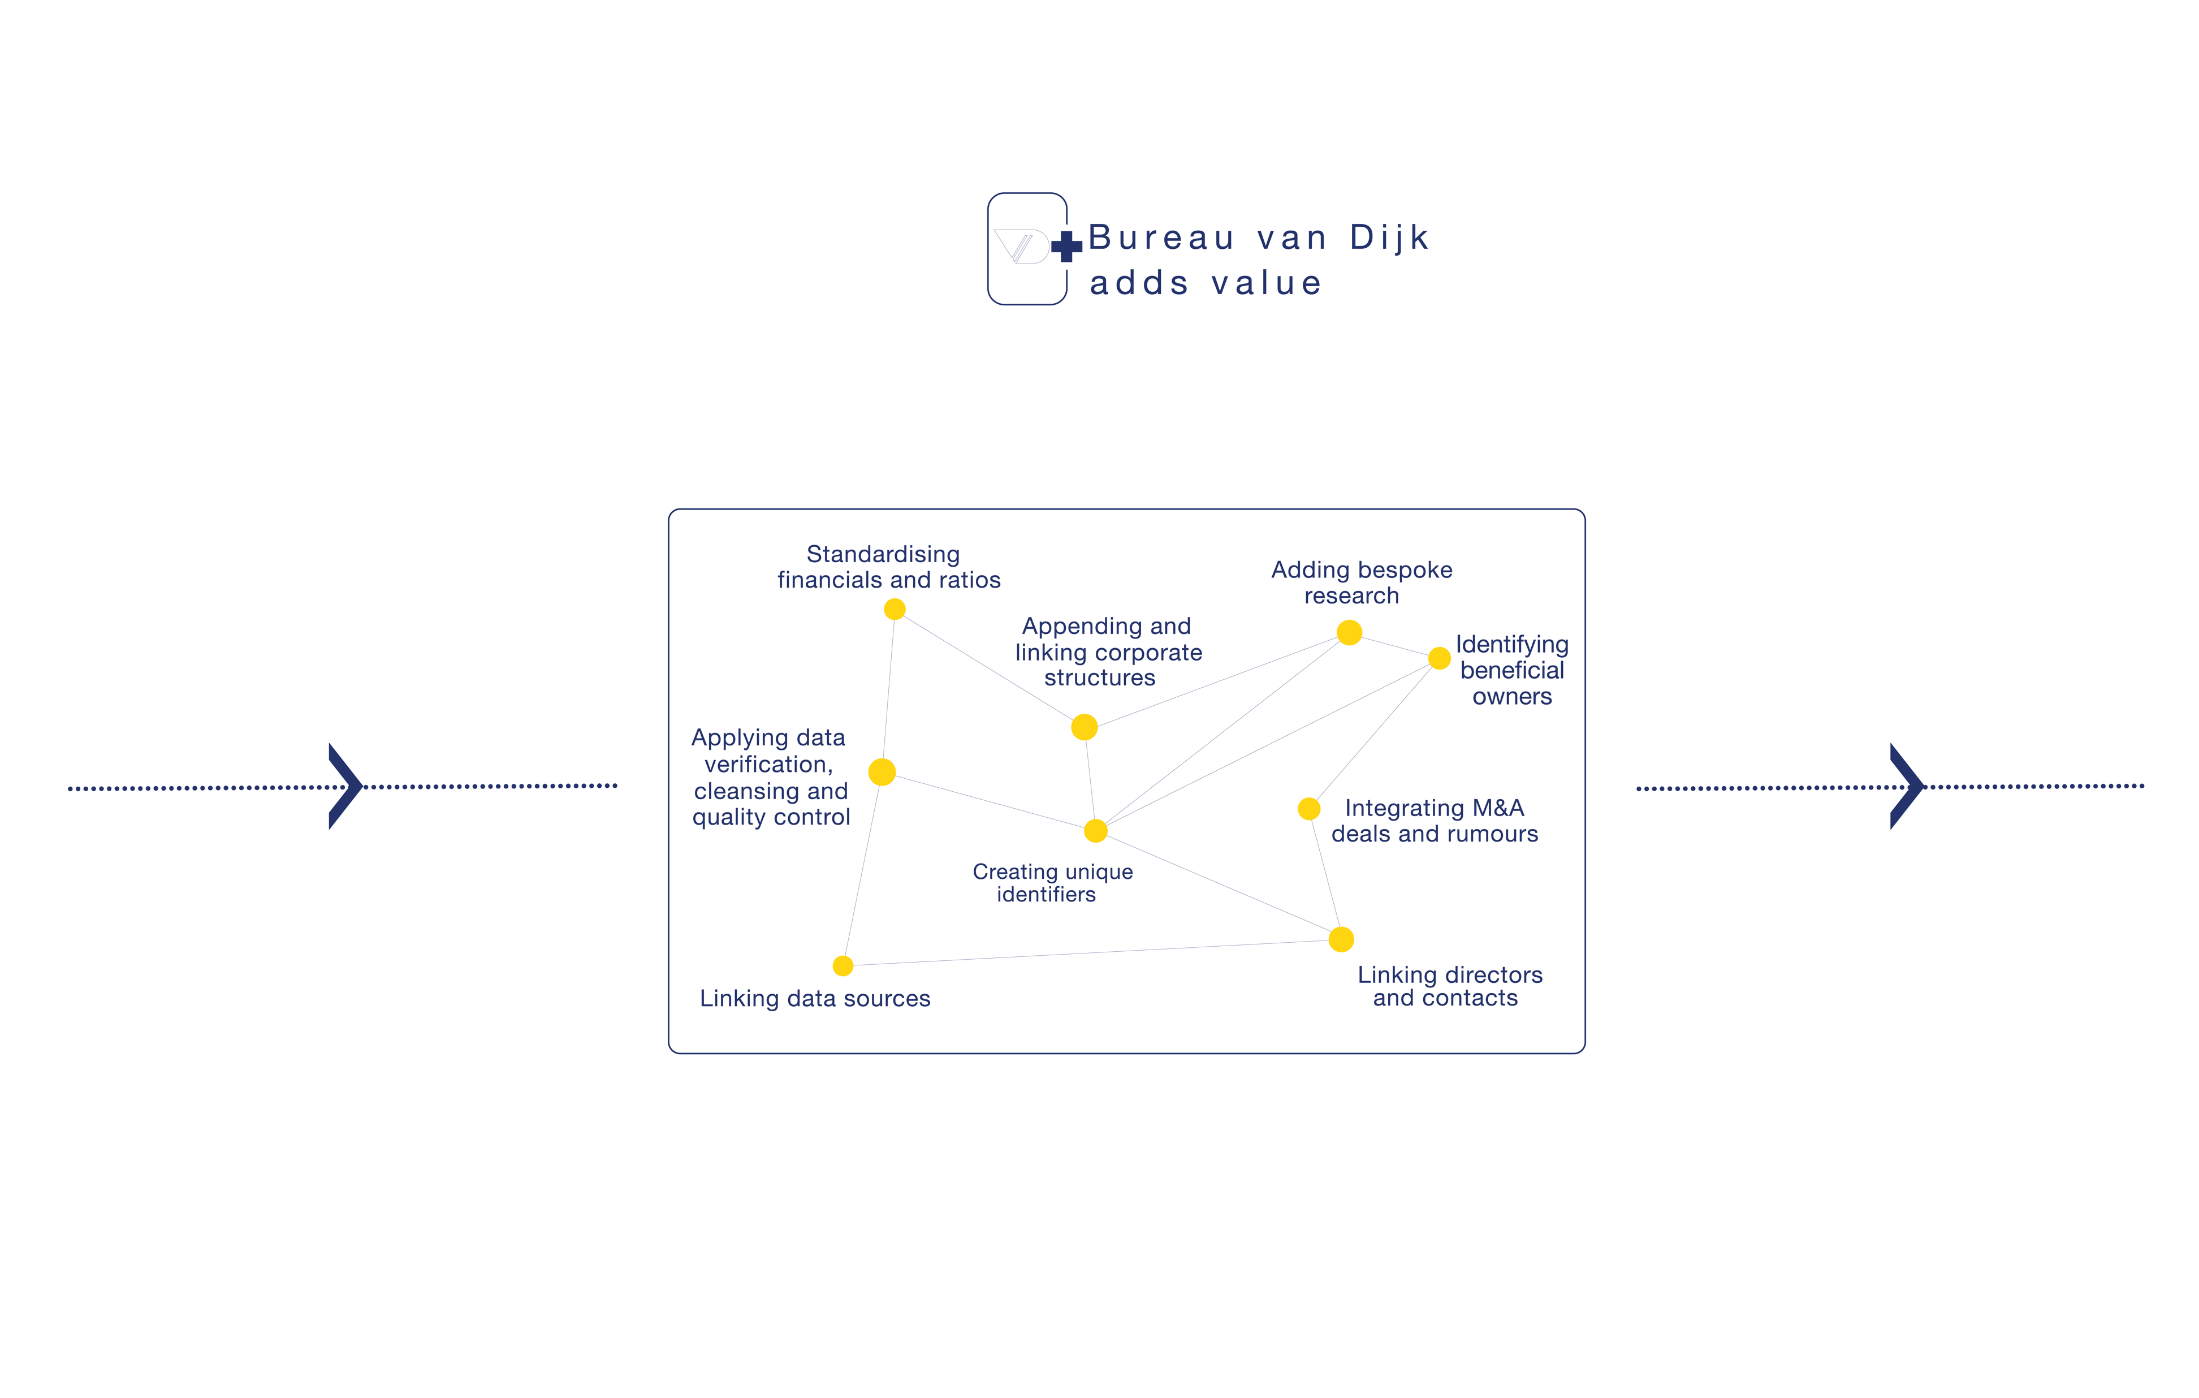 Bureau van Dijk
adds value
Standardising
financials and ratios
Adding bespoke
research
Appending and
linking corporate
structures
Identifying
beneficial
owners
Applying data
verification,
cleansing and
quality control
Integrating M&A
deals and rumours
Creating unique
identifiers
Linking directors
and contacts
Linking data sources